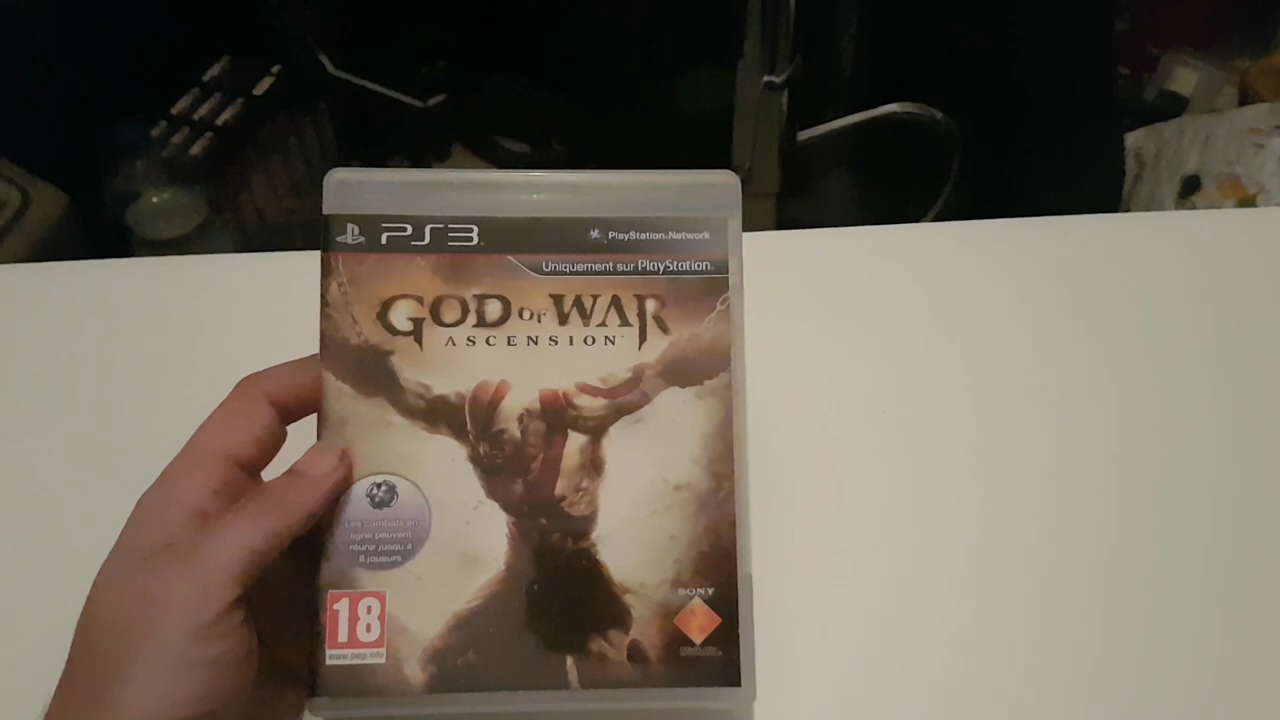 PS3
PlayStation®Network
Uniquement sur PlayStation®
GOD OF WAR
ASCENSION™
Les combats en
ligne peuvent
réunir jusqu'à
8 joueurs
18
www.pegi.info
SONY